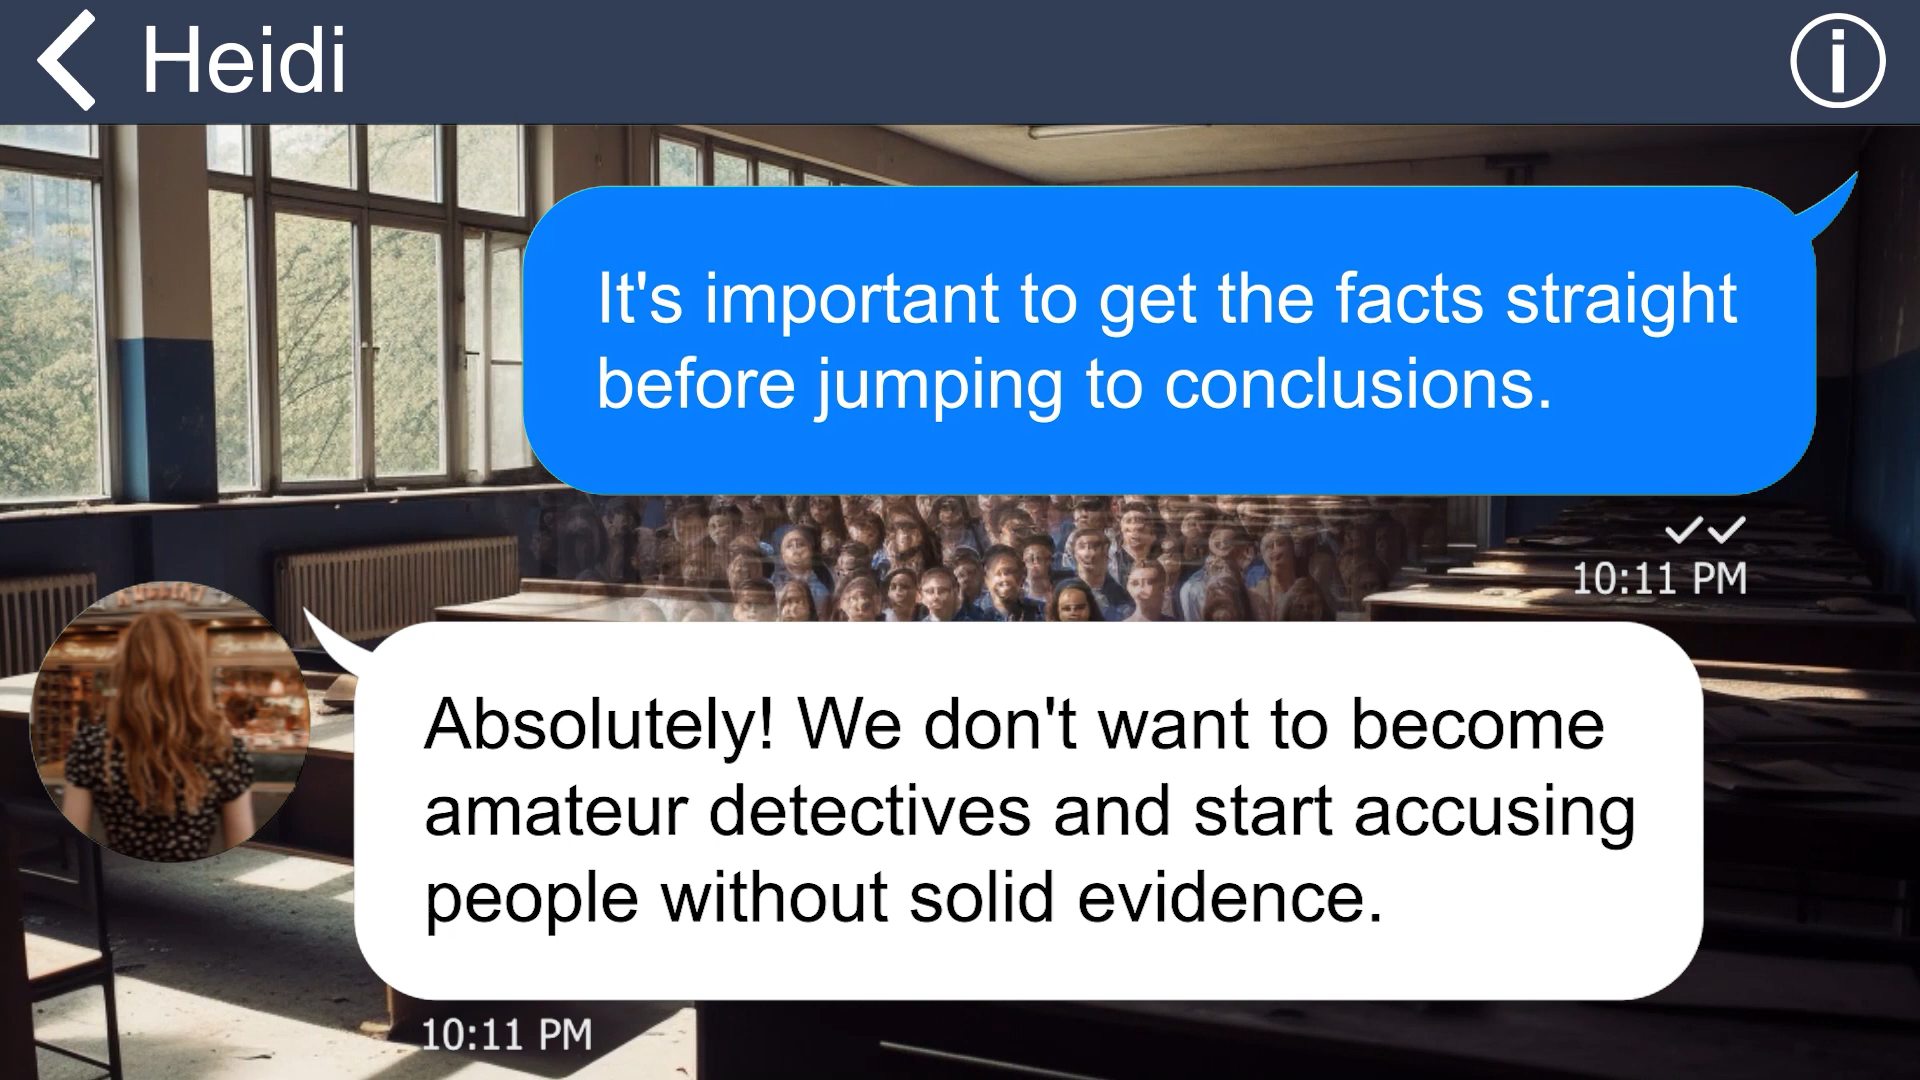 Heidi
It's important to get the facts straight
before jumping to conclusions.
10:11 PM
Absolutely! We don't want to become
amateur detectives and start accusing
people without solid evidence.
10:11 PM